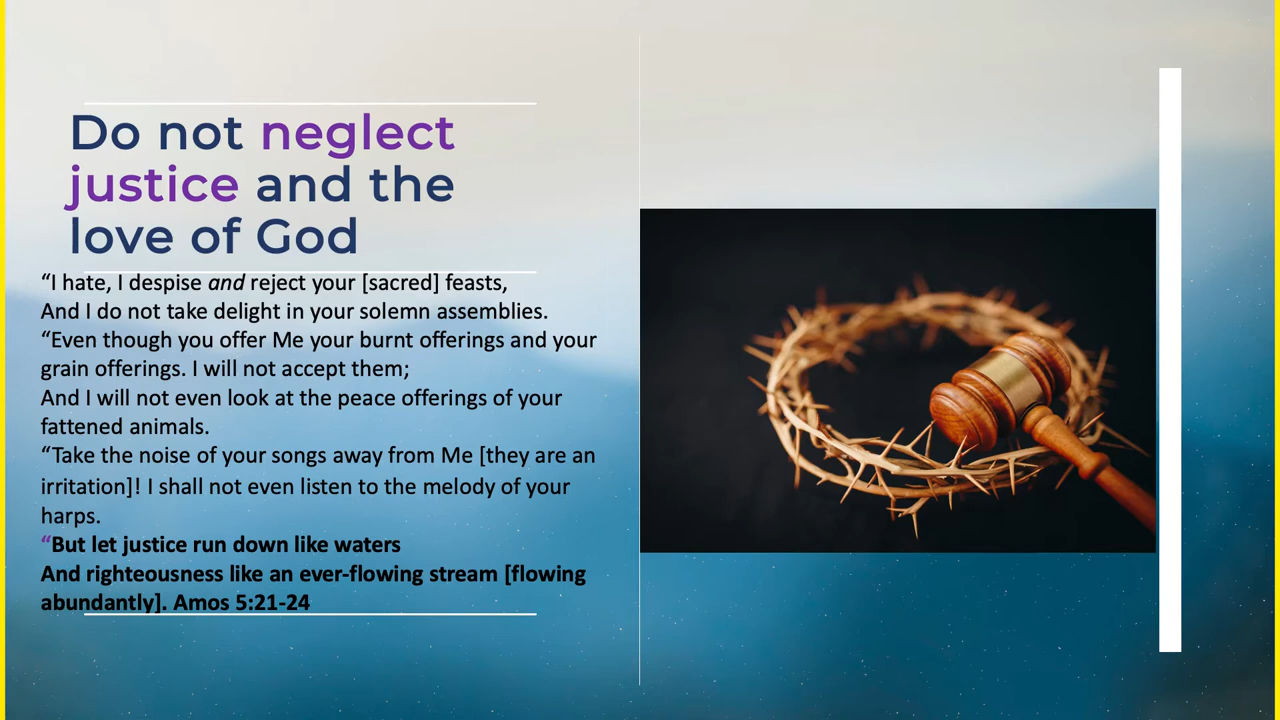 Do not neglect
justice and the
love of God
“I hate, I despise and reject your [sacred] feasts,
And I do not take delight in your solemn assemblies.
“Even though you offer Me your burnt offerings and your
grain offerings. I will not accept them;
And I will not even look at the peace offerings of your
fattened animals.
“Take the noise of your songs away from Me [they are an
irritation]! I shall not even listen to the melody of your
harps.
“But let justice run down like waters
And righteousness like an ever-flowing stream [flowing
abundantly]. Amos 5:21-24